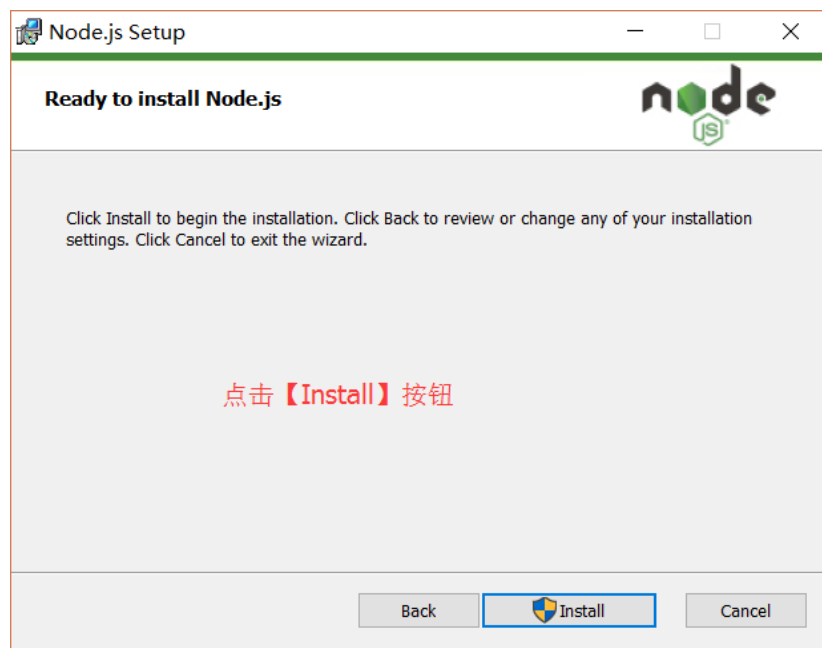 Node.js Setup
Ready to install Node.js
node
JS
Click Install to begin the installation. Click Back to review or change any of your installation
settings. Click Cancel to exit the wizard.
点击【Install】按钮
Back
Install
Cancel